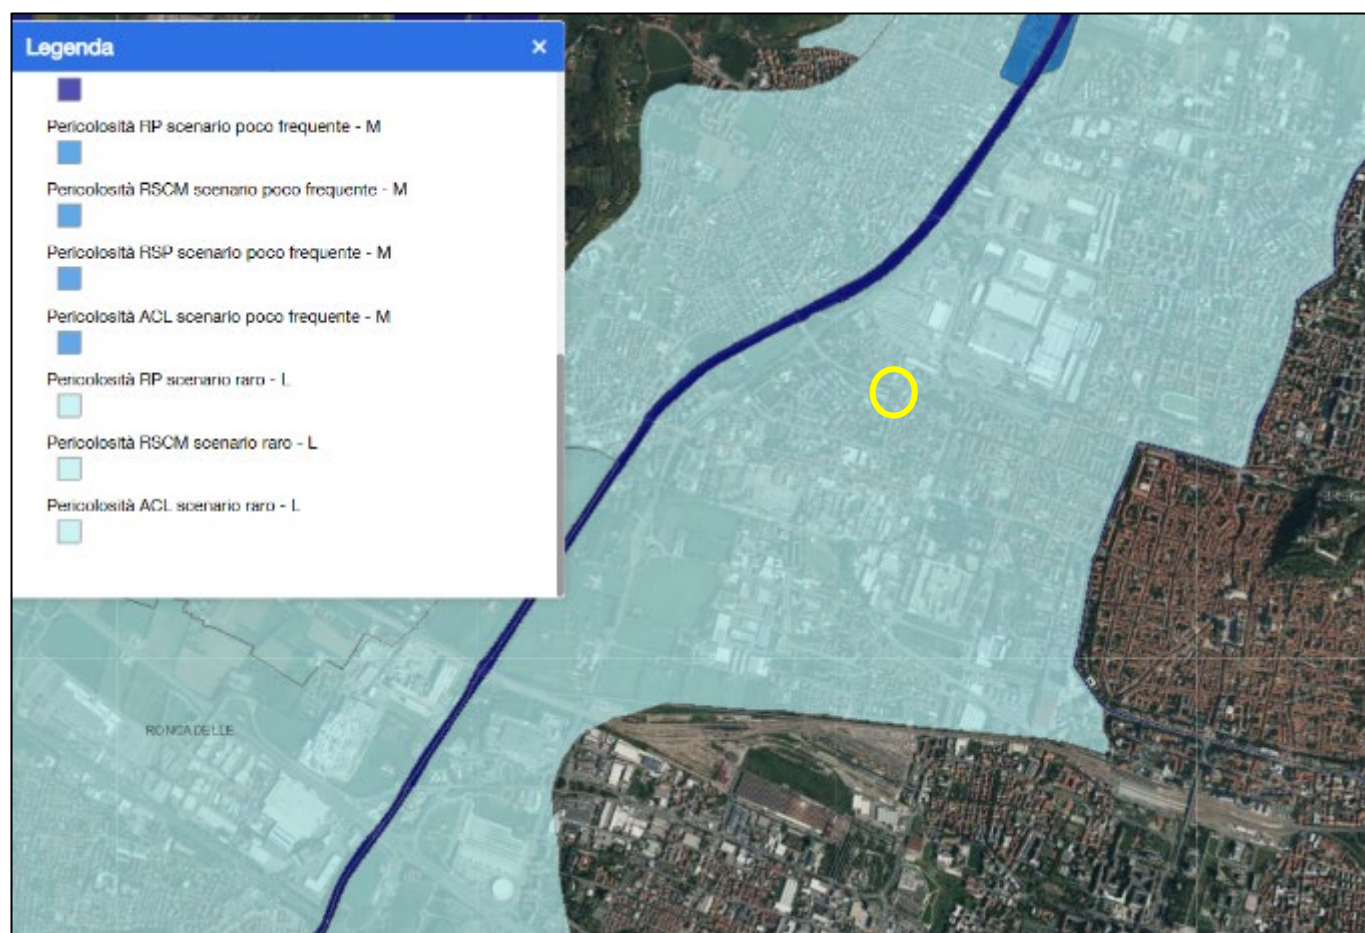 Legenda ×
Pericolosità RP scenario poco frequente - M
Pericolosità RSCM scenario poco frequente - M
Pericolosità RSP scenario poco frequente - M
Pericolosità ACL scenario poco frequente - M
Pericolosità RP scenario raro - L
Pericolosità RSCM scenario raro - L
Pericolosità ACL scenario raro - L
RONCADELLE